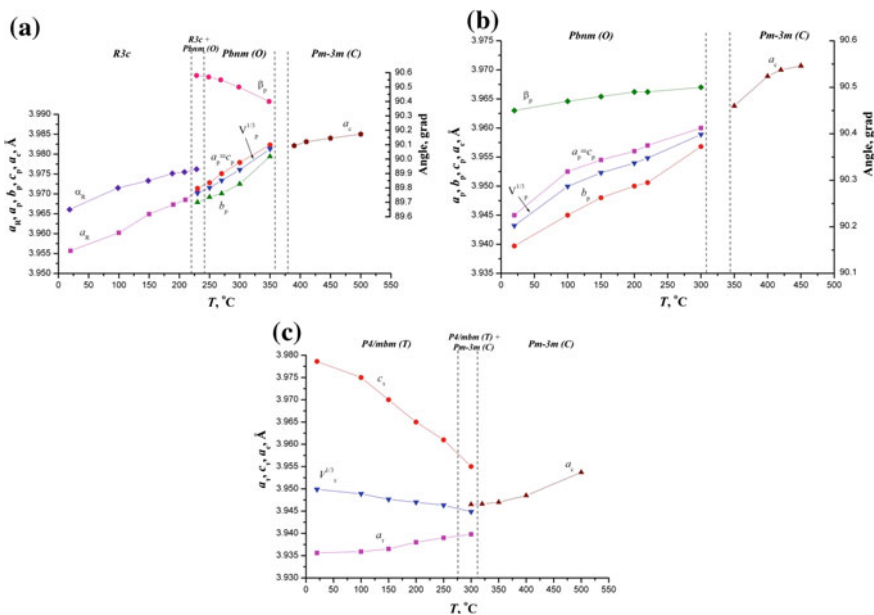 (a)
R3c
R3c +
Pbnm (O)
Pbnm (O)
Pm-3m (C)
a_R, a_p, b_p, c_p, a_c, Å
3.990
3.985
3.980
3.975
3.970
3.965
3.960
3.955
3.950
β_p
V_p^1/3
a_p=c_p
b_p
a_c
α_R
a_R
90.6
90.5
90.4
90.3
90.2
90.1
90.0
89.9
89.8
89.7
89.6
Angle, grad
0 50 100 150 200 250 300 350 400 450 500 550
T, °C
(b)
Pbnm (O)
Pm-3m (C)
a_p, b_p, c_p, a_c, Å
3.975
3.970
3.965
3.960
3.955
3.950
3.945
3.940
3.935
β_p
a_c
a_p=c_p
V_p^1/3
b_p
90.6
90.5
90.4
90.3
90.2
90.1
Angle, grad
0 50 100 150 200 250 300 350 400 450 500
T, °C
(c)
P4/mbm (T)
P4/mbm (T) +
Pm-3m (C)
Pm-3m (C)
3.980
3.975
3.970
3.965
3.960
3.955
3.950
3.945
3.940
3.935
3.930
a_c
0 50 100 150 200 250 300 350 400 450 500 550
T, °C